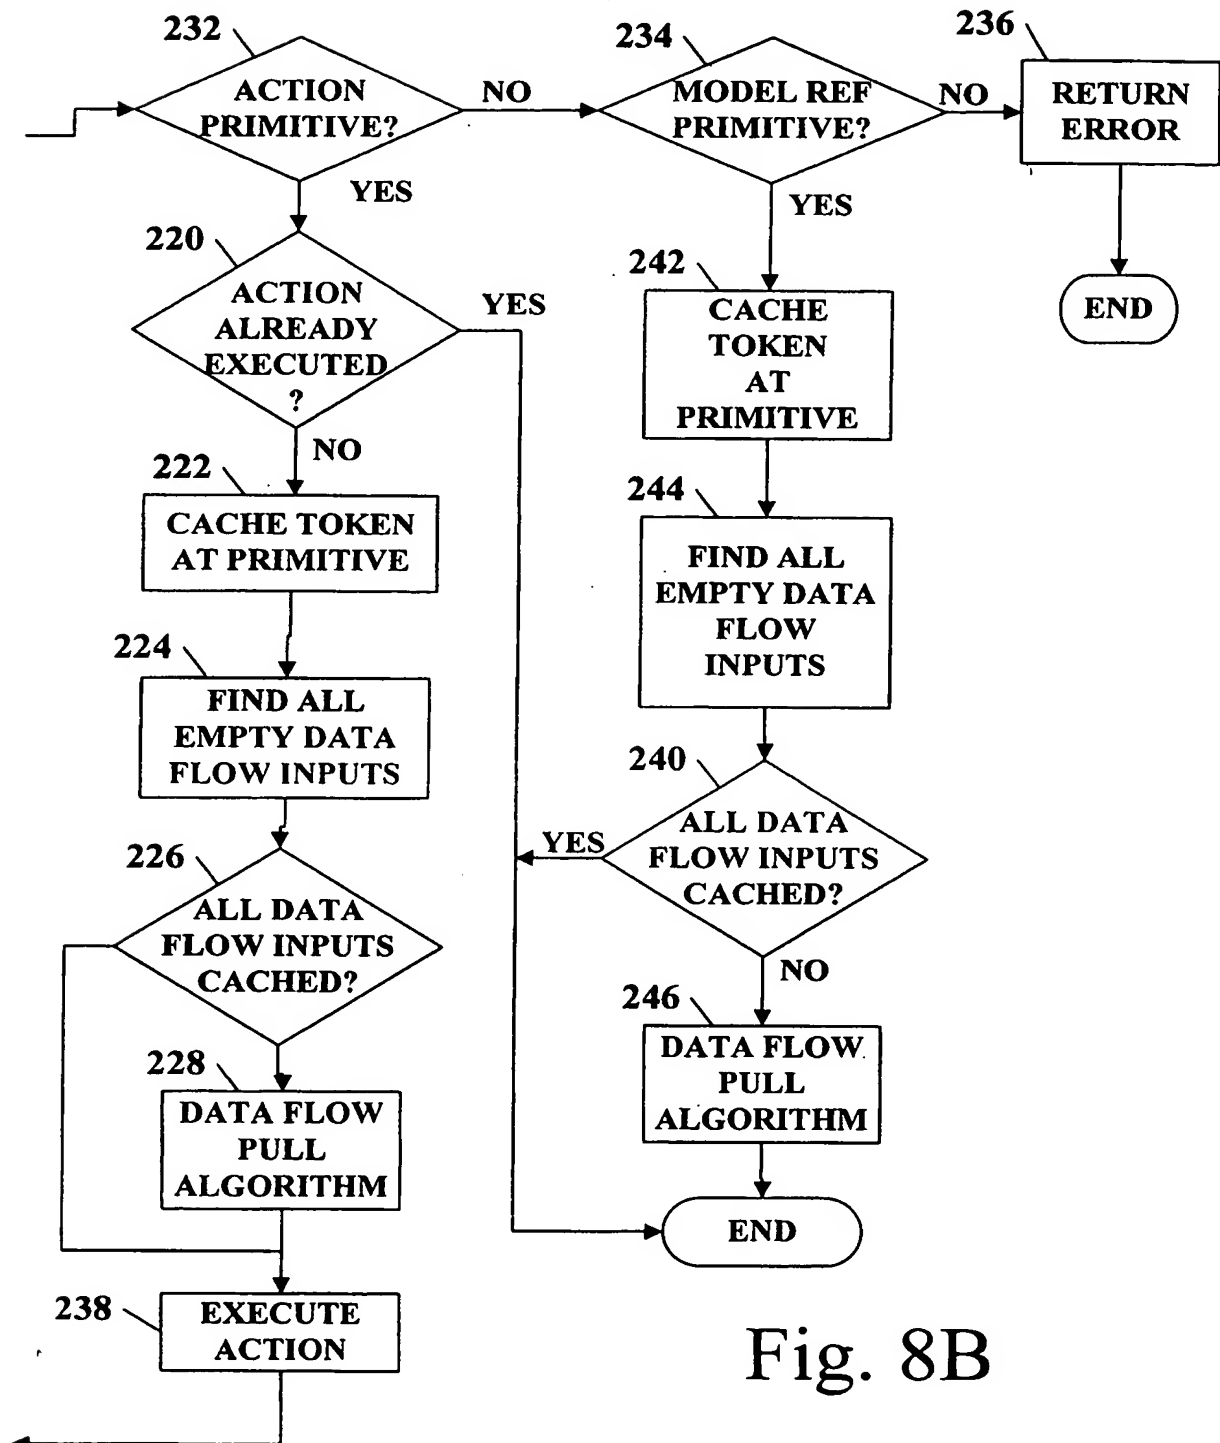 232
234
236
ACTION
PRIMITIVE?
NO
MODEL REF
PRIMITIVE?
NO
RETURN
ERROR
YES
YES
220
ACTION
ALREADY
EXECUTED
?
YES
242
CACHE
TOKEN
AT
PRIMITIVE
END
NO
222
CACHE TOKEN
AT PRIMITIVE
244
FIND ALL
EMPTY DATA
FLOW
INPUTS
224
FIND ALL
EMPTY DATA
FLOW INPUTS
240
ALL DATA
FLOW INPUTS
CACHED?
YES
226
ALL DATA
FLOW INPUTS
CACHED?
NO
246
DATA FLOW
PULL
ALGORITHM
228
DATA FLOW
PULL
ALGORITHM
END
238
EXECUTE
ACTION
Fig. 8B